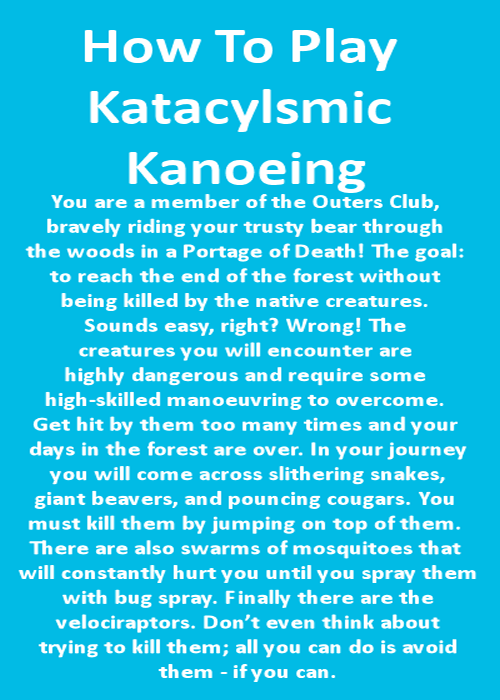 How To Play
Katacylsmic
Kanoeing
You are a member of the Outers Club,
bravely riding your trusty bear through
the woods in a Portage of Death! The goal:
to reach the end of the forest without
being killed by the native creatures.
Sounds easy, right? Wrong! The
creatures you will encounter are
highly dangerous and require some
high-skilled manoeuvring to overcome.
Get hit by them too many times and your
days in the forest are over. In your journey
you will come across slithering snakes,
giant beavers, and pouncing cougars. You
must kill them by jumping on top of them.
There are also swarms of mosquitoes that
will constantly hurt you until you spray them
with bug spray. Finally there are the
velociraptors. Don’t even think about
trying to kill them; all you can do is avoid
them - if you can.